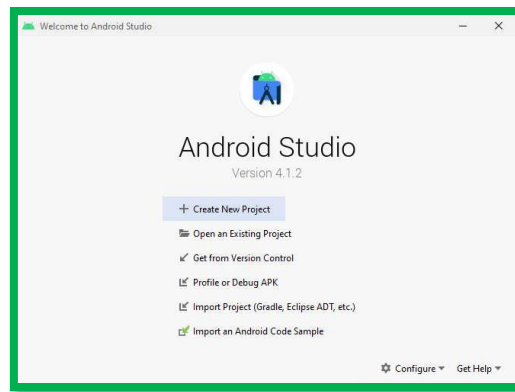 Welcome to Android Studio
Android Studio
Version 4.1.2
Create New Project
Open an Existing Project
Get from Version Control
Profile or Debug APK
Import Project (Gradle, Eclipse ADT, etc.)
Import an Android Code Sample
Configure Get Help